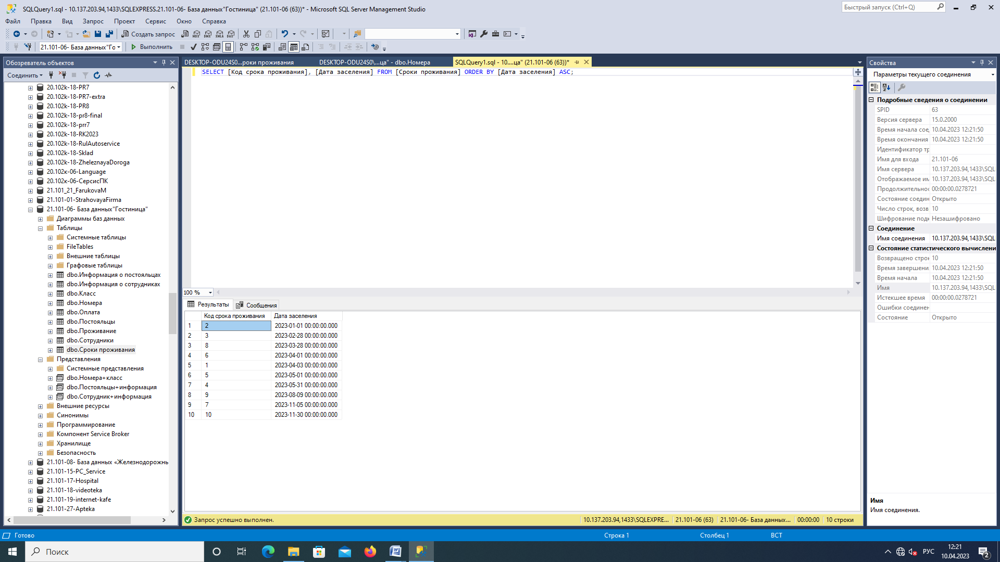 SQLQuery1.sql - 10.137.203.94,1433\SQLEXPRESS.21.101-06- База данных"Гостиница" (21.101-06 (63))* - Microsoft SQL Server Management Studio
Быстрый запуск (Ctrl+Q)
Файл Правка Вид Запрос Проект Сервис Окно Справка
Создать запрос
MDX DMX XMLA DAX
21.101-06- База данных"Го
Выполнить
Обозреватель объектов
Соединить
20.102k-18-PR7
20.102k-18-PR7-extra
20.102k-18-PR8
20.102k-18-pr8-final
20.102k-18-prr7
20.102k-18-RK2023
20.102k-18-RulAutoservice
20.102k-18-Sklad
20.102k-18-ZheleznayaDoroga
20.102к-06-Language
20.102к-06-СерсисПК
21.101_21_FarukovaM
21.101-01-StrahovayaFirma
21.101-06- База данных"Гостиница"
Диаграммы баз данных
Таблицы
Системные таблицы
FileTables
Внешние таблицы
Графовые таблицы
dbo.Информация о постояльцах
dbo.Информация о сотрудниках
dbo.Класс
dbo.Номера
dbo.Оплата
dbo.Постояльцы
dbo.Проживание
dbo.Сотрудники
dbo.Сроки проживания
Представления
Системные представления
dbo.Номера+класс
dbo.Постояльцы+информация
dbo.Сотрудник+информация
Внешние ресурсы
Синонимы
Программирование
Компонент Service Broker
Хранилище
Безопасность
21.101-08- База данных «Железнодорожнь
21.101-15-PC_Service
21.101-17-Hospital
21.101-18-videoteka
21.101-19-internet-kafe
21.101-27-Apteka
DESKTOP-ODU24S0...роки проживания
DESKTOP-ODU24S0\...ца" - dbo.Номера
SQLQuery1.sql - 10....ца" (21.101-06 (63))*
SELECT [Код срока проживания], [Дата заселения] FROM [Сроки проживания] ORDER BY [Дата заселения] ASC;
100 %
Результаты
Сообщения
Код срока проживания Дата заселения
1 2 2023-01-01 00:00:00.000
2 3 2023-02-28 00:00:00.000
3 8 2023-03-28 00:00:00.000
4 6 2023-04-01 00:00:00.000
5 1 2023-04-03 00:00:00.000
6 5 2023-05-01 00:00:00.000
7 4 2023-05-31 00:00:00.000
8 9 2023-08-09 00:00:00.000
9 7 2023-11-05 00:00:00.000
10 10 2023-11-30 00:00:00.000
Запрос успешно выполнен.
10.137.203.94,1433\SQLEXPRE...
21.101-06 (63)
21.101-06- База данных...
00:00:00
10 строки
Свойства
Параметры текущего соединения
Подробные сведения о соединении
SPID 63
Версия сервера 15.0.2000
Время начала сое, 10.04.2023 12:21:50
Время окончания 10.04.2023 12:21:50
Идентификатор тр
Имя для входа 21.101-06
Имя сервера 10.137.203.94,1433\SQL
Отображаемое им 10.137.203.94,1433\SQL
Продолжительнос 00:00:00.0278721
Состояние соедин Открыто
Число строк, возв 10
Шифрование подк Незашифровано
Соединение
Имя соединения 10.137.203.94,1433\SQL
Состояние статистического вычислени
Возвращено строк 10
Время завершени 10.04.2023 12:21:50
Время начала 10.04.2023 12:21:50
Имя 10.137.203.94,1433\SQL
Истекшее время 00:00:00.0278721
Ошибки соединен
Состояние Открыто
Имя
Имя соединения.
Готово
Строка 1
Столбец 1
ВСТ
Поиск
РУС
12:21
10.04.2023
2